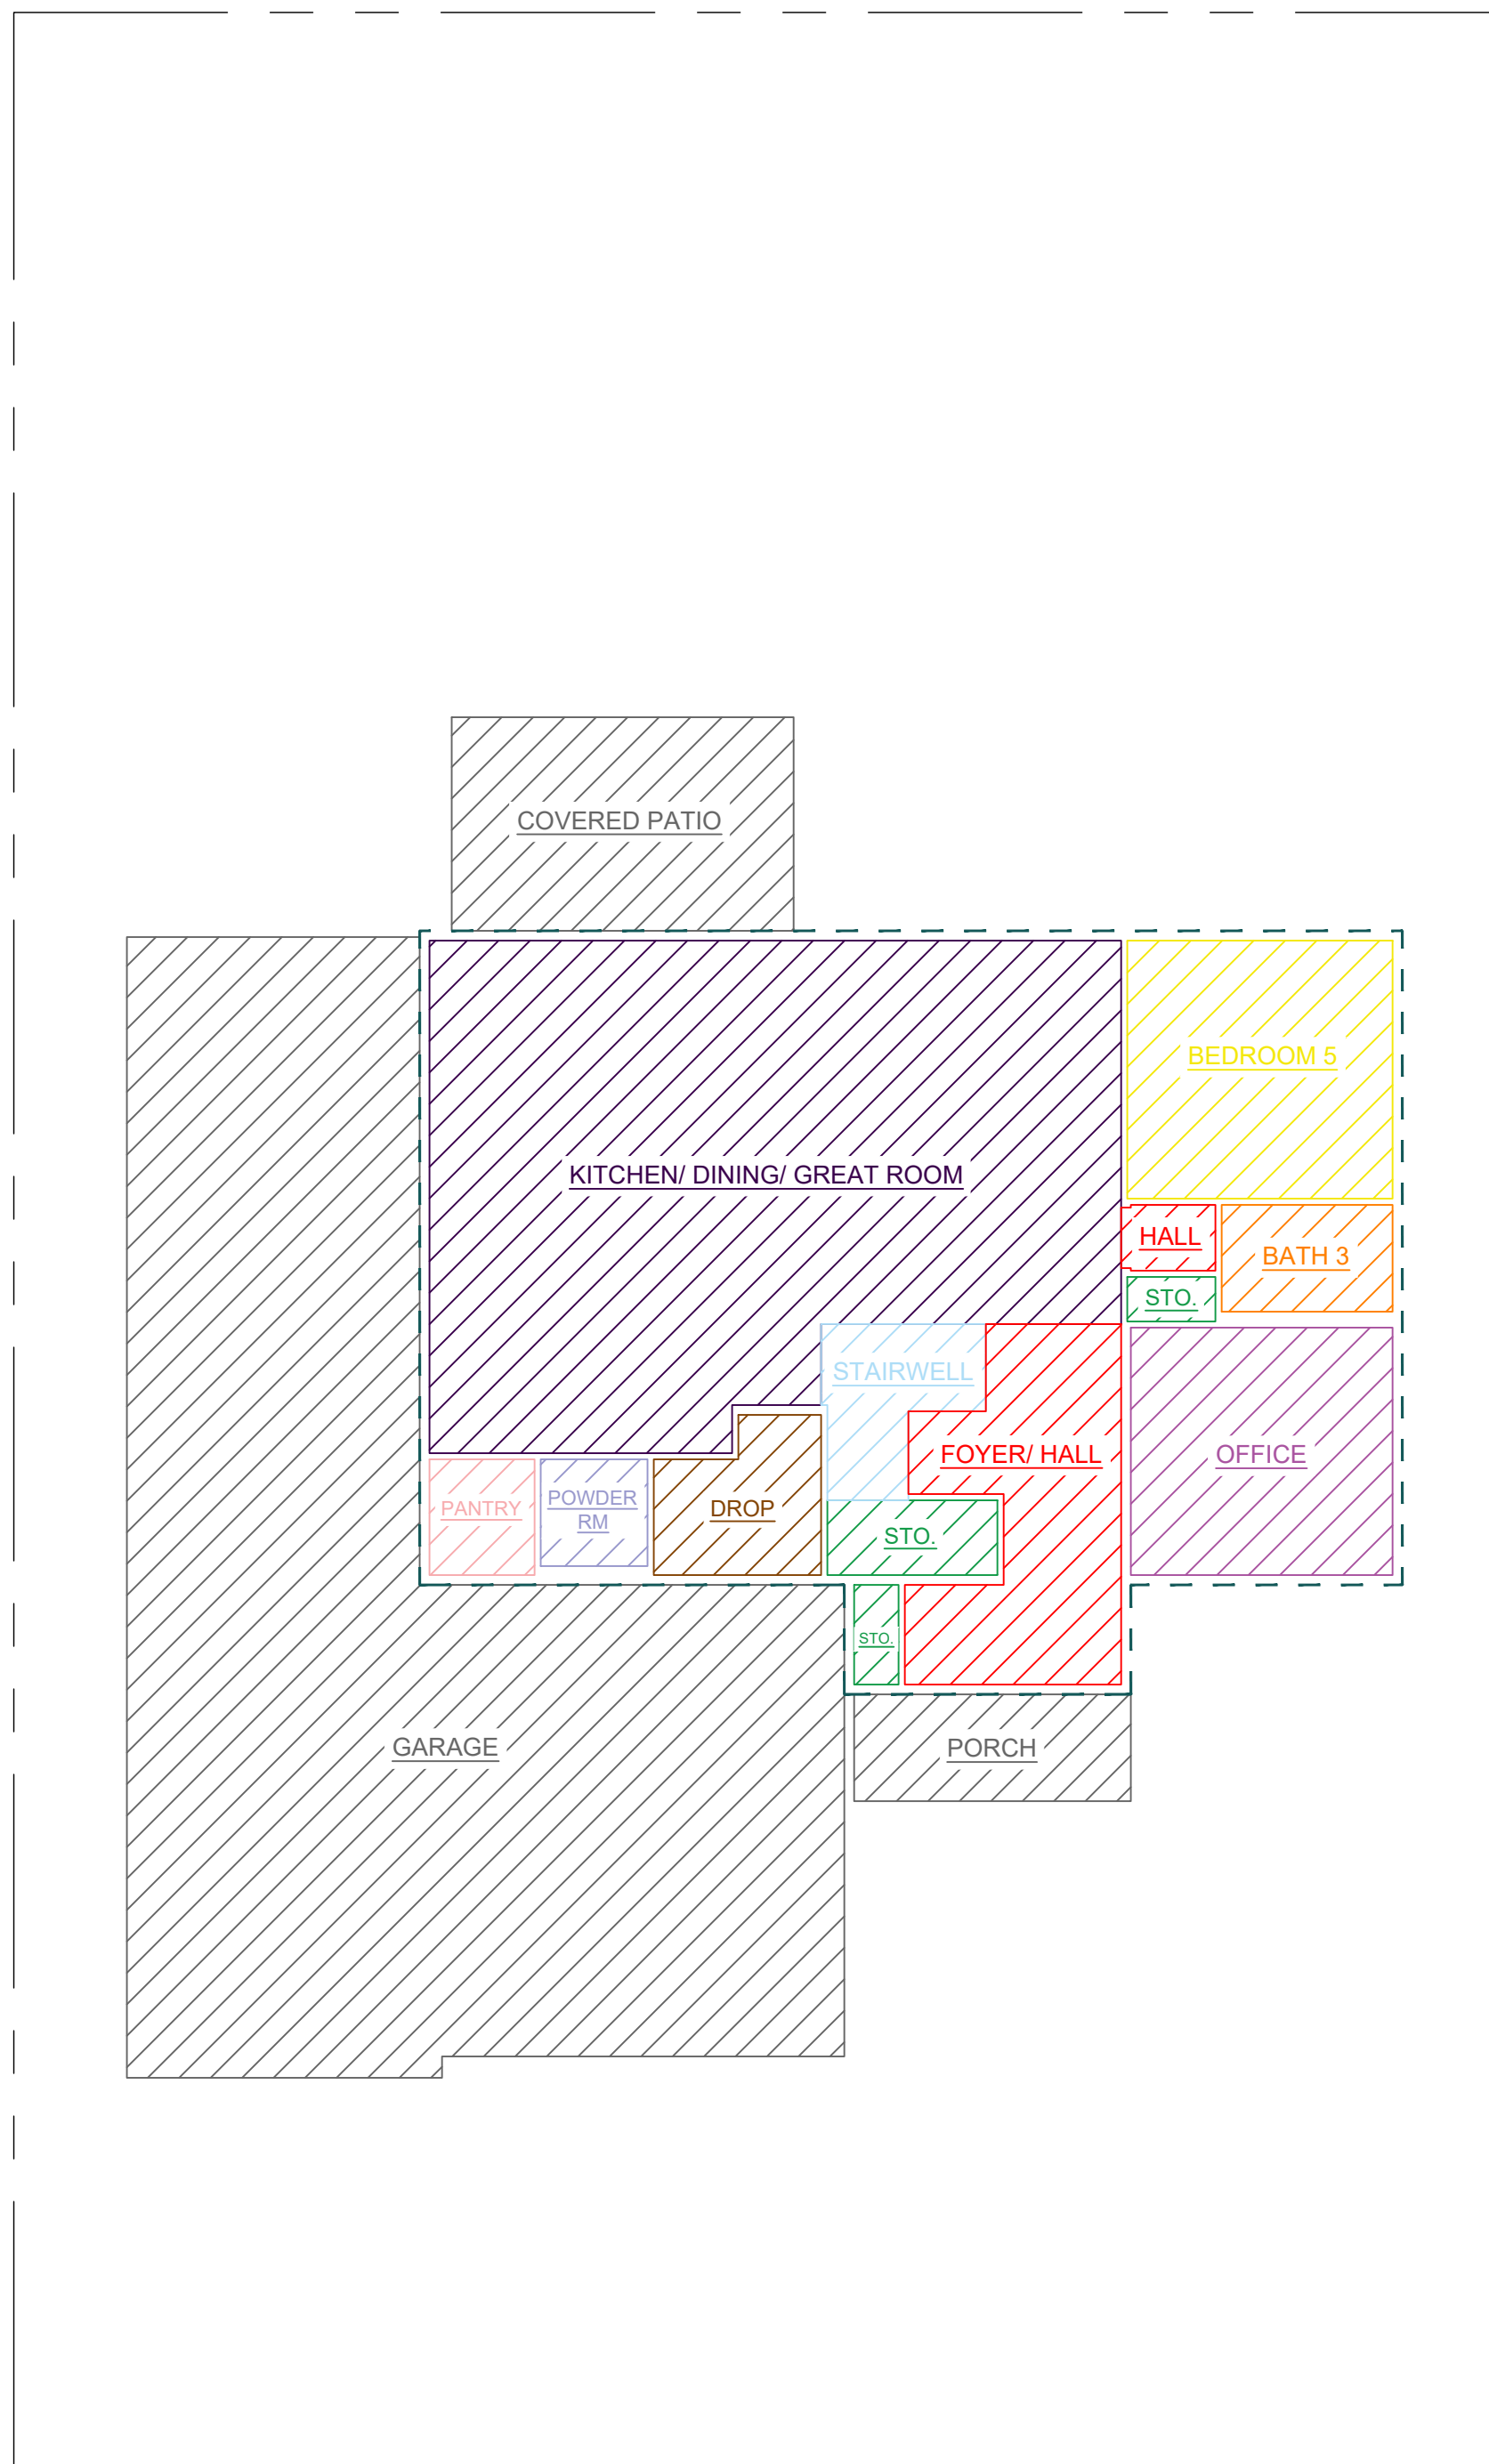 COVERED PATIO
BEDROOM 5
KITCHEN/ DINING/ GREAT ROOM
HALL
BATH 3
STO.
STAIRWELL
FOYER/ HALL
OFFICE
PANTRY
POWDER
RM
DROP
STO.
STO.
GARAGE
PORCH